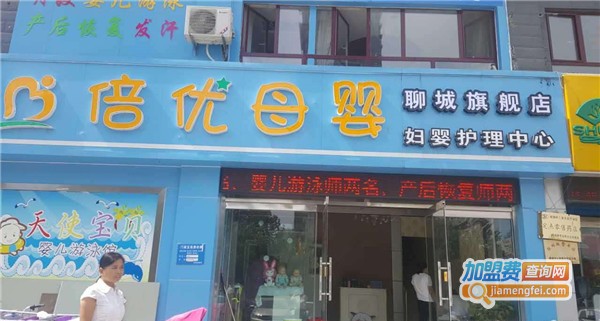 产后恢复发汗
倍优母婴
聊城旗舰店
妇婴护理中心
、婴儿游泳师两名、产后恢复师两
天使宝贝
婴儿游泳馆
加盟费查询网
jiamengfei.com